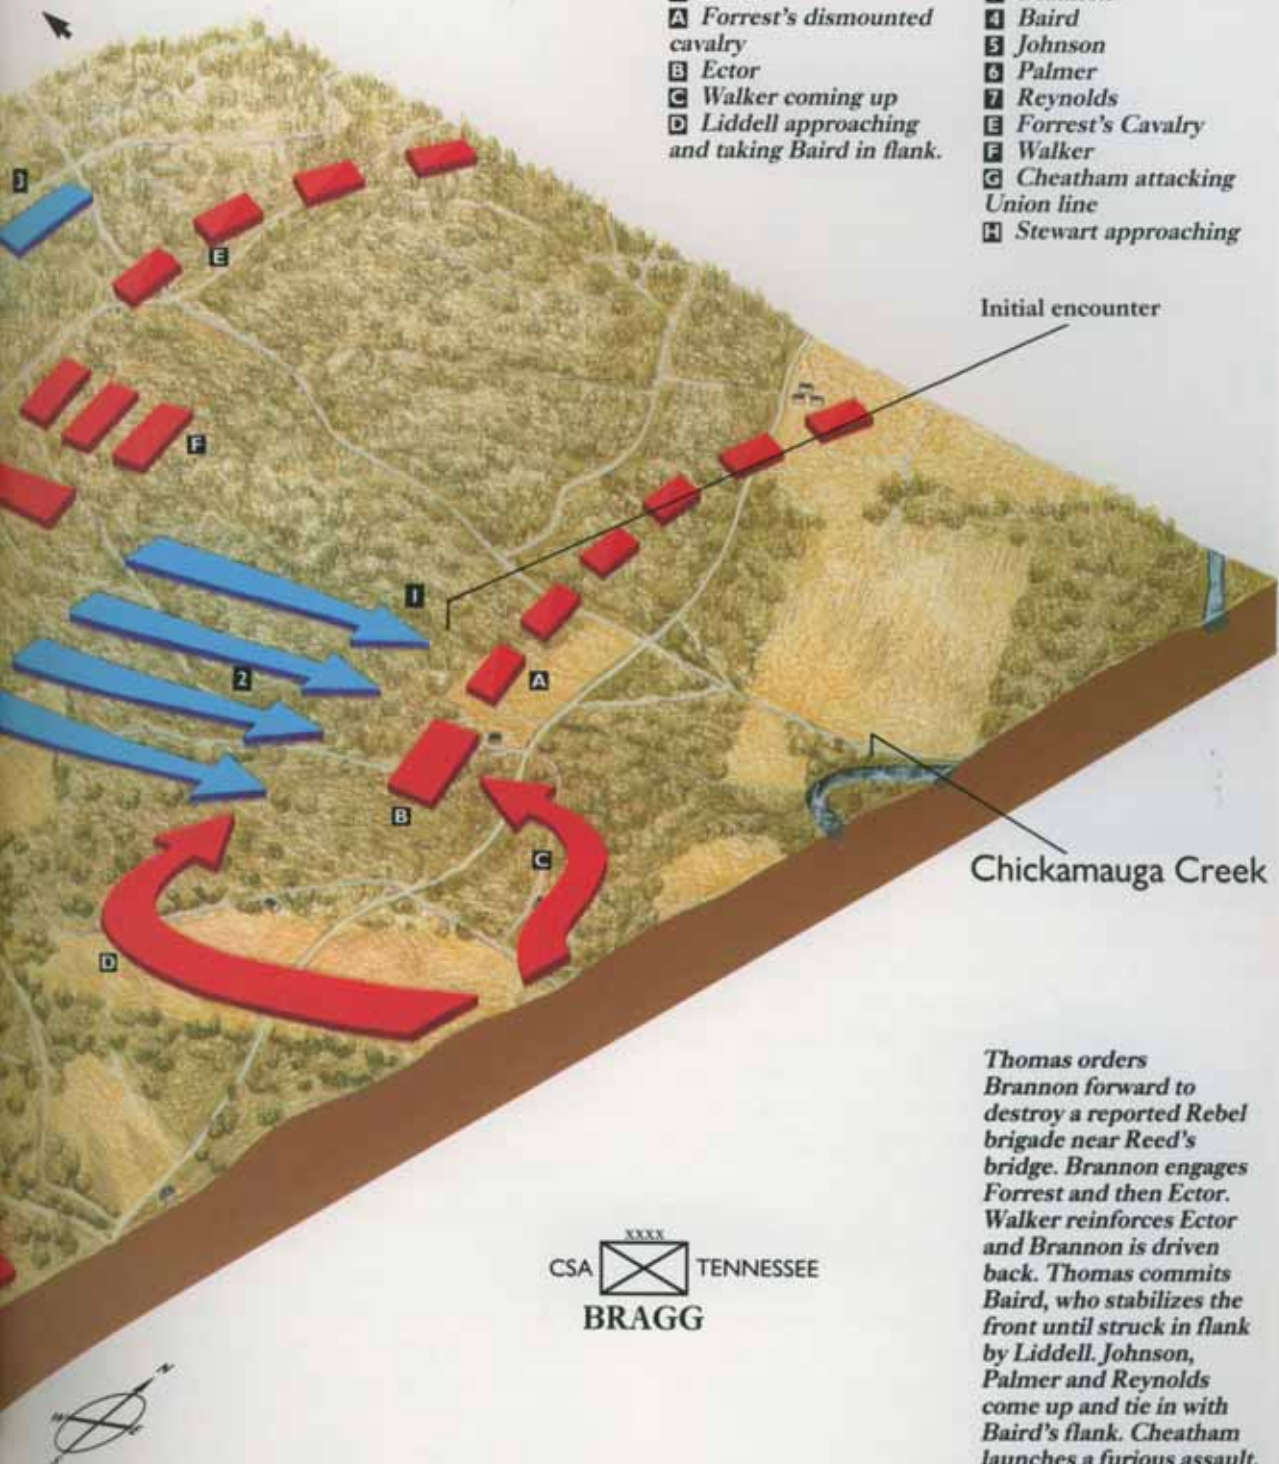 A Forrest's dismounted
cavalry
B Ector
C Walker coming up
D Liddell approaching
and taking Baird in flank.
4 Baird
5 Johnson
6 Palmer
7 Reynolds
E Forrest's Cavalry
F Walker
G Cheatham attacking
Union line
H Stewart approaching
Initial encounter
3
E
F
1
2
A
B
C
D
Chickamauga Creek
XXXX
CSA TENNESSEE
BRAGG
N
W
E
Thomas orders
Brannon forward to
destroy a reported Rebel
brigade near Reed's
bridge. Brannon engages
Forrest and then Ector.
Walker reinforces Ector
and Brannon is driven
back. Thomas commits
Baird, who stabilizes the
front until struck in flank
by Liddell. Johnson,
Palmer and Reynolds
come up and tie in with
Baird's flank. Cheatham
launches a furious assault.